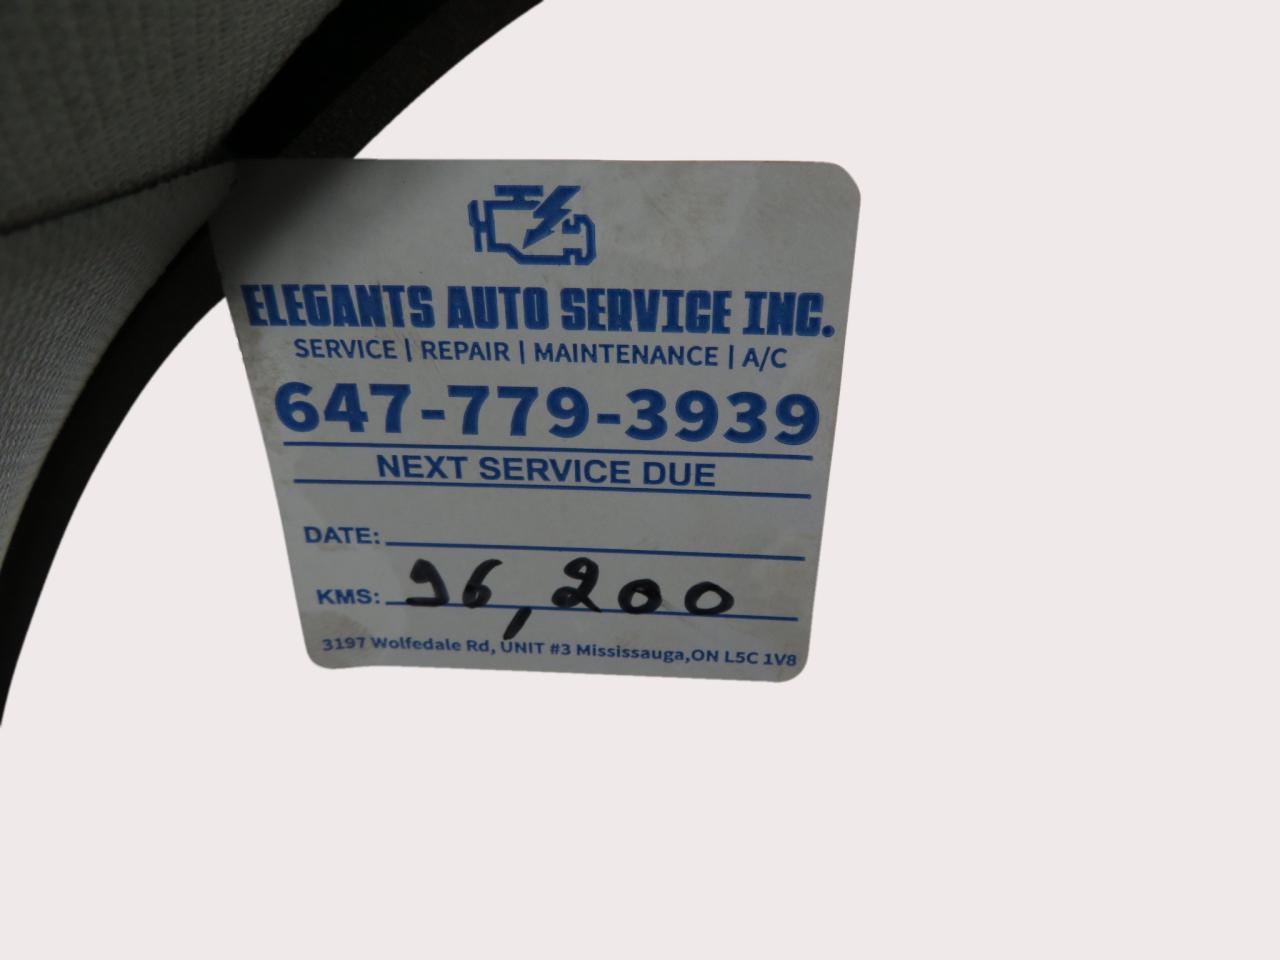 ELEGANTS AUTO SERVICE INC.
SERVICE | REPAIR | MAINTENANCE | A/C
647-779-3939
NEXT SERVICE DUE
DATE:
KMS: 96,200
3197 Wolfedale Rd, UNIT #3 Mississauga,ON L5C 1V8